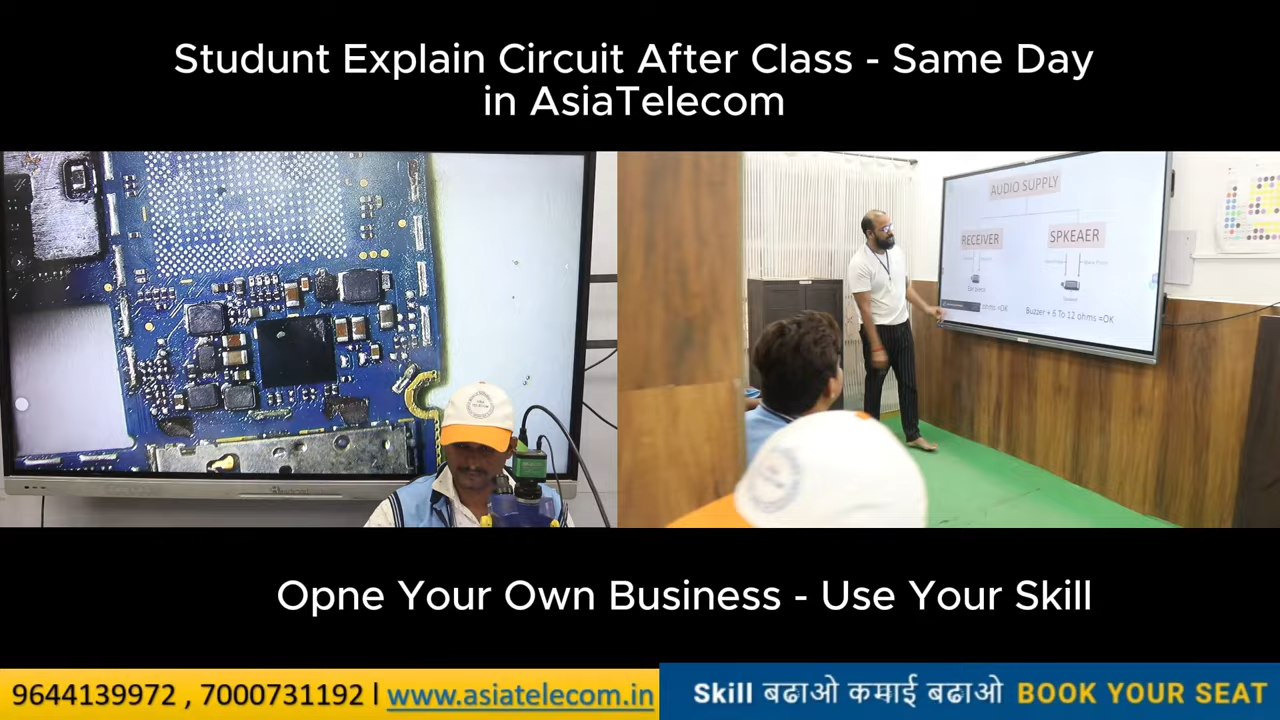 Studunt Explain Circuit After Class - Same Day
in AsiaTelecom
AUDIO SUPPLY
RECEIVER
SPKEAER
ohms =OK
Buzzer + 6 To 12 ohms =OK
Opne Your Own Business - Use Your Skill
9644139972 , 7000731192 l www.asiatelecom.in
Skill बढाओ कमाई बढाओ BOOK YOUR SEAT